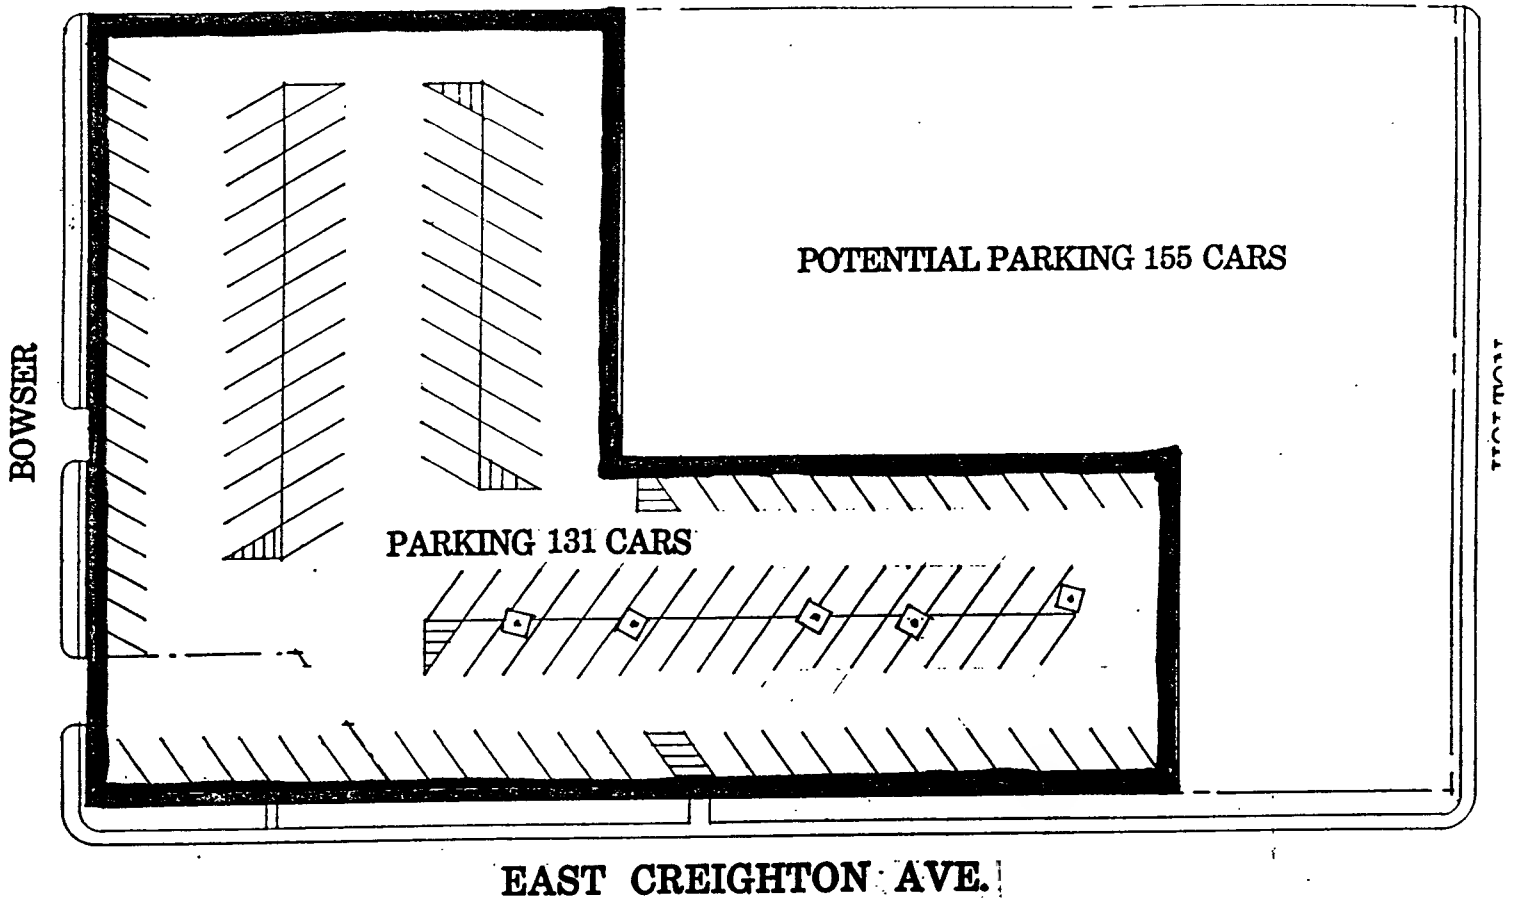 POTENTIAL PARKING 155 CARS
BOWSER
PARKING 131 CARS
EAST CREIGHTON AVE.